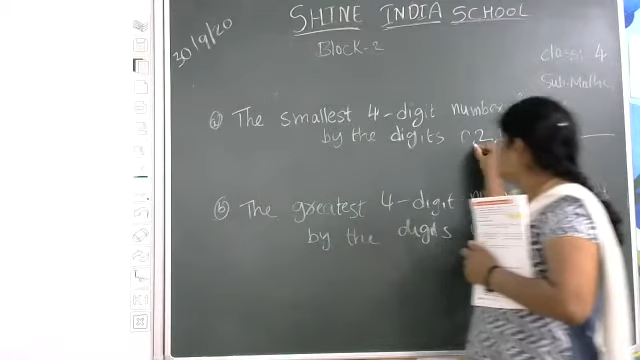 30/9/20
SHINE INDIA SCHOOL
Block-2
class: 4
Sub: Maths
a) The smallest 4-digit number
by the digits 2,
b) The greatest 4-digit
by the digits